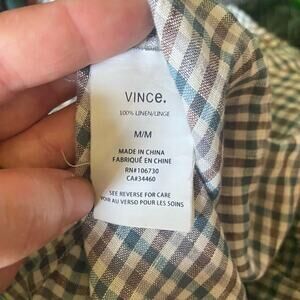 VINCE.
100% LINEN/LINGE
M/M
MADE IN CHINA
FABRIQUÉ EN CHINE
RN#106730
CA#34460
SEE REVERSE FOR CARE
VOIR AU VERSO POUR LES SOINS